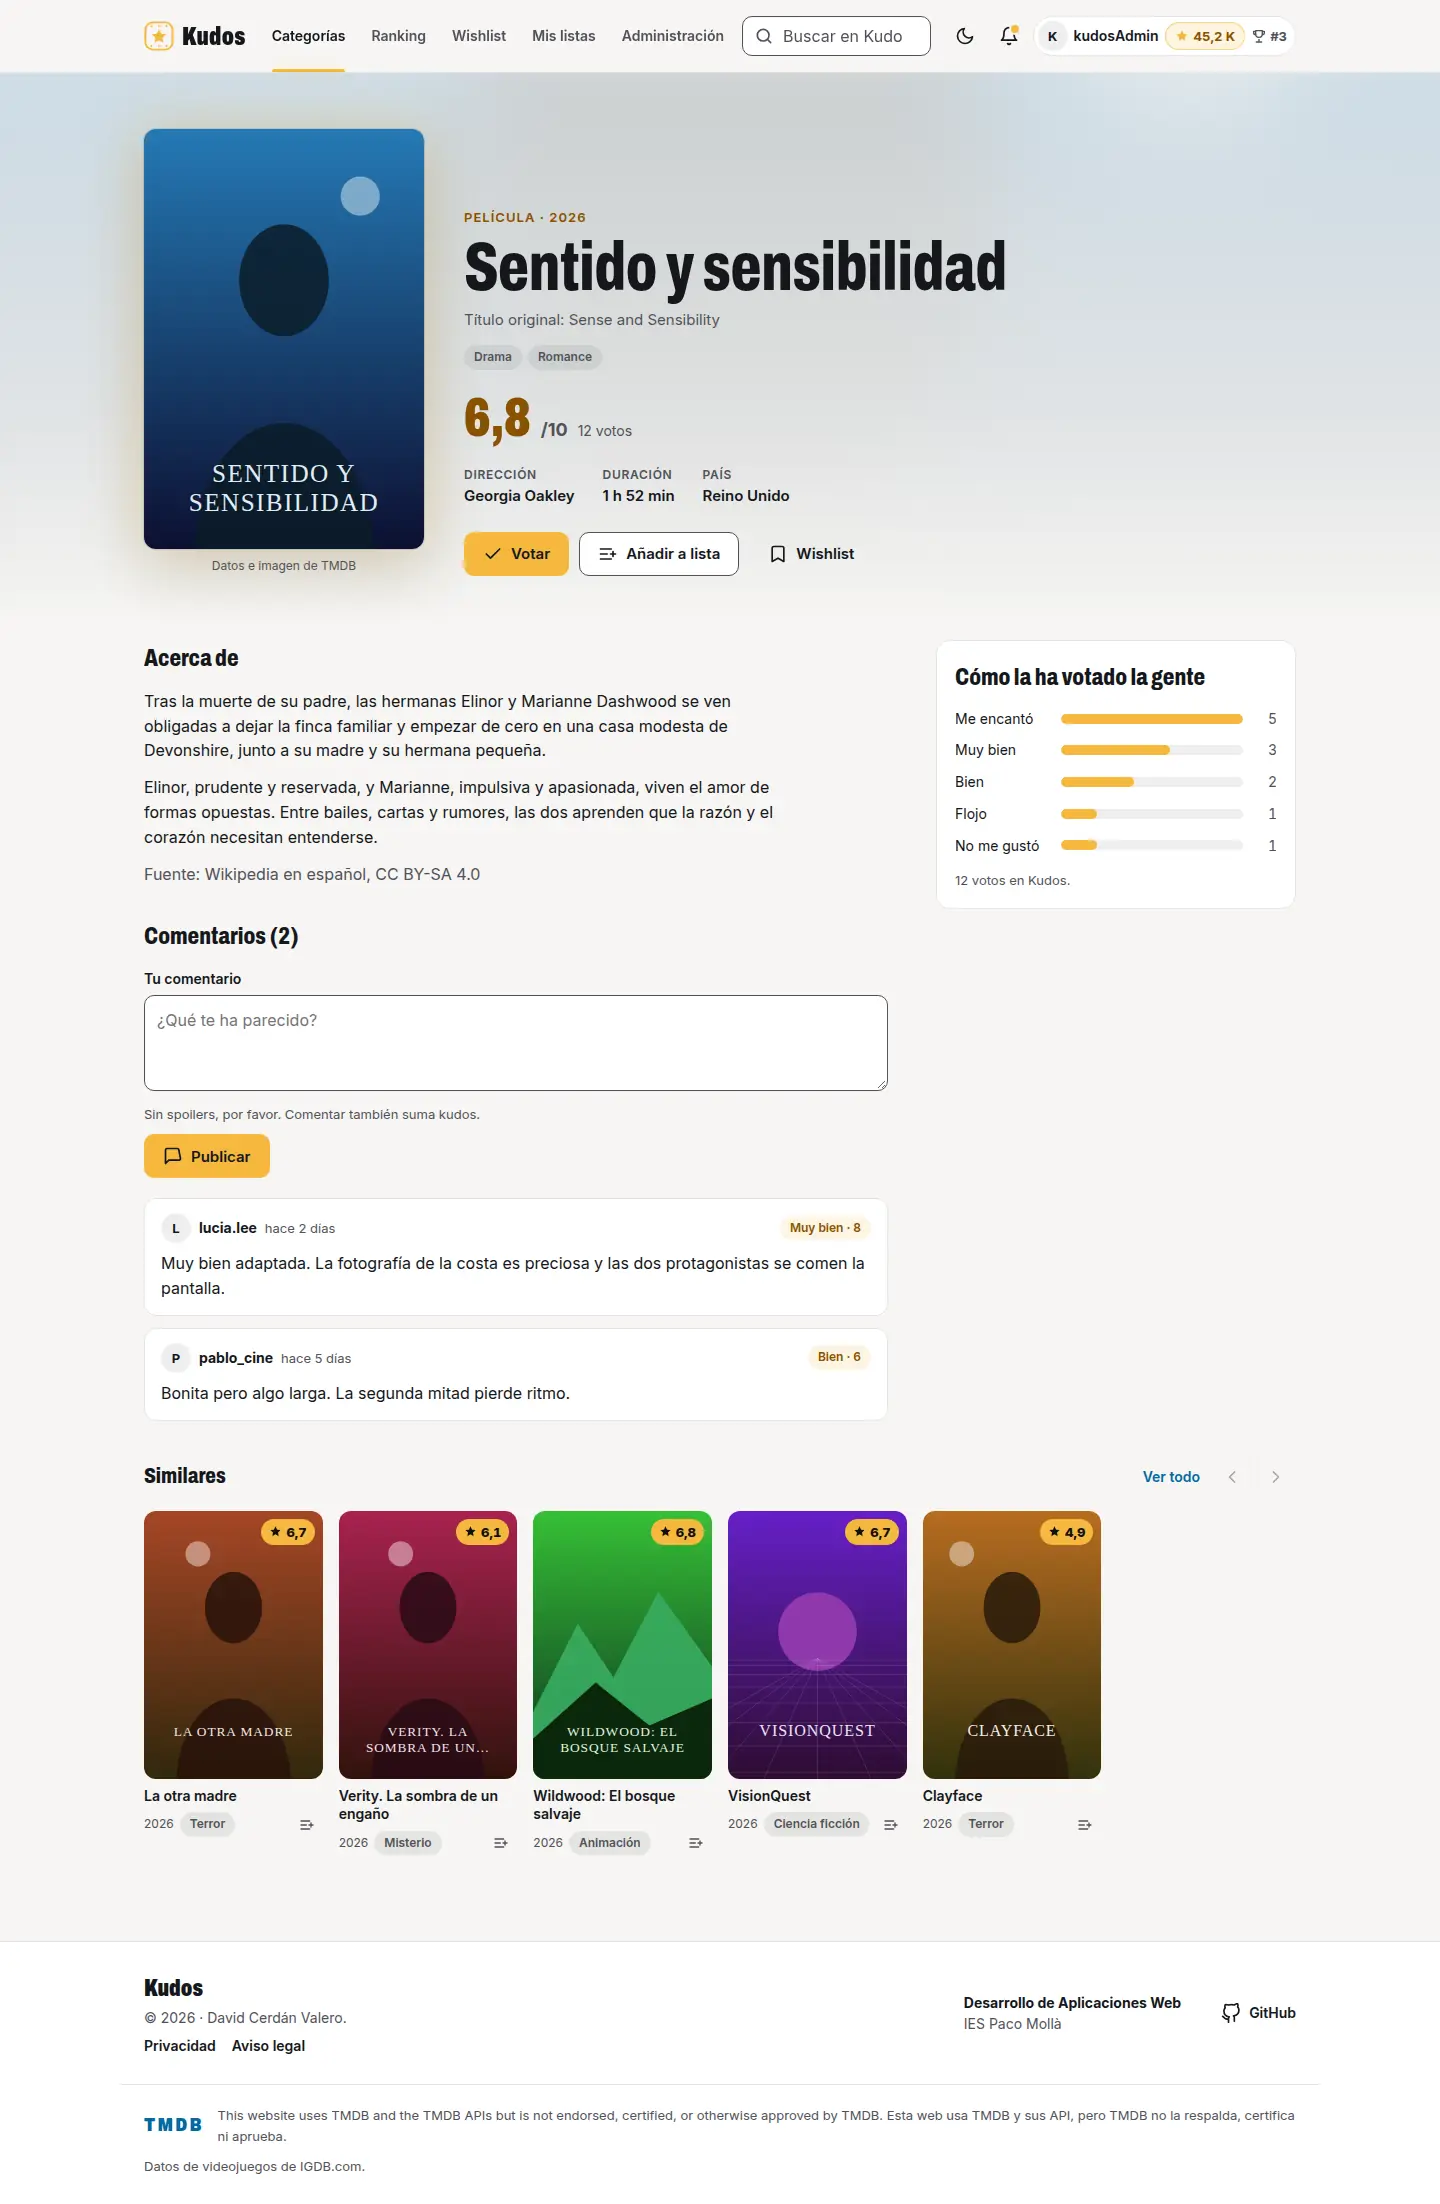 Kudos
Categorías
Ranking
Wishlist
Mis listas
Administración
Buscar en Kudo
K
kudosAdmin
45,2 K
#3
SENTIDO Y
SENSIBILIDAD
Datos e imagen de TMDB
PELÍCULA · 2026
Sentido y sensibilidad
Título original: Sense and Sensibility
Drama
Romance
6,8 /10 12 votos
DIRECCIÓN
Georgia Oakley
DURACIÓN
1 h 52 min
PAÍS
Reino Unido
Votar
Añadir a lista
Wishlist
Acerca de
Tras la muerte de su padre, las hermanas Elinor y Marianne Dashwood se ven
obligadas a dejar la finca familiar y empezar de cero en una casa modesta de
Devonshire, junto a su madre y su hermana pequeña.
Elinor, prudente y reservada, y Marianne, impulsiva y apasionada, viven el amor de
formas opuestas. Entre bailes, cartas y rumores, las dos aprenden que la razón y el
corazón necesitan entenderse.
Fuente: Wikipedia en español, CC BY-SA 4.0
Cómo la ha votado la gente
Me encantó 5
Muy bien 3
Bien 2
Flojo 1
No me gustó 1
12 votos en Kudos.
Comentarios (2)
Tu comentario
¿Qué te ha parecido?
Sin spoilers, por favor. Comentar también suma kudos.
Publicar
L
lucia.lee hace 2 días
Muy bien · 8
Muy bien adaptada. La fotografía de la costa es preciosa y las dos protagonistas se comen la
pantalla.
P
pablo_cine hace 5 días
Bien · 6
Bonita pero algo larga. La segunda mitad pierde ritmo.
Similares
Ver todo
6,7
LA OTRA MADRE
La otra madre
2026 Terror
6,1
VERITY. LA
SOMBRA DE UN...
Verity. La sombra de un
engaño
2026 Misterio
6,8
WILDWOOD: EL
BOSQUE SALVAJE
Wildwood: El bosque
salvaje
2026 Animación
6,7
VISIONQUEST
VisionQuest
2026 Ciencia ficción
4,9
CLAYFACE
Clayface
2026 Terror
Kudos
© 2026 · David Cerdán Valero.
Privacidad
Aviso legal
Desarrollo de Aplicaciones Web
IES Paco Mollà
GitHub
TMDB
This website uses TMDB and the TMDB APIs but is not endorsed, certified, or otherwise approved by TMDB. Esta web usa TMDB y sus API, pero TMDB no la respalda, certifica
ni aprueba.
Datos de videojuegos de IGDB.com.